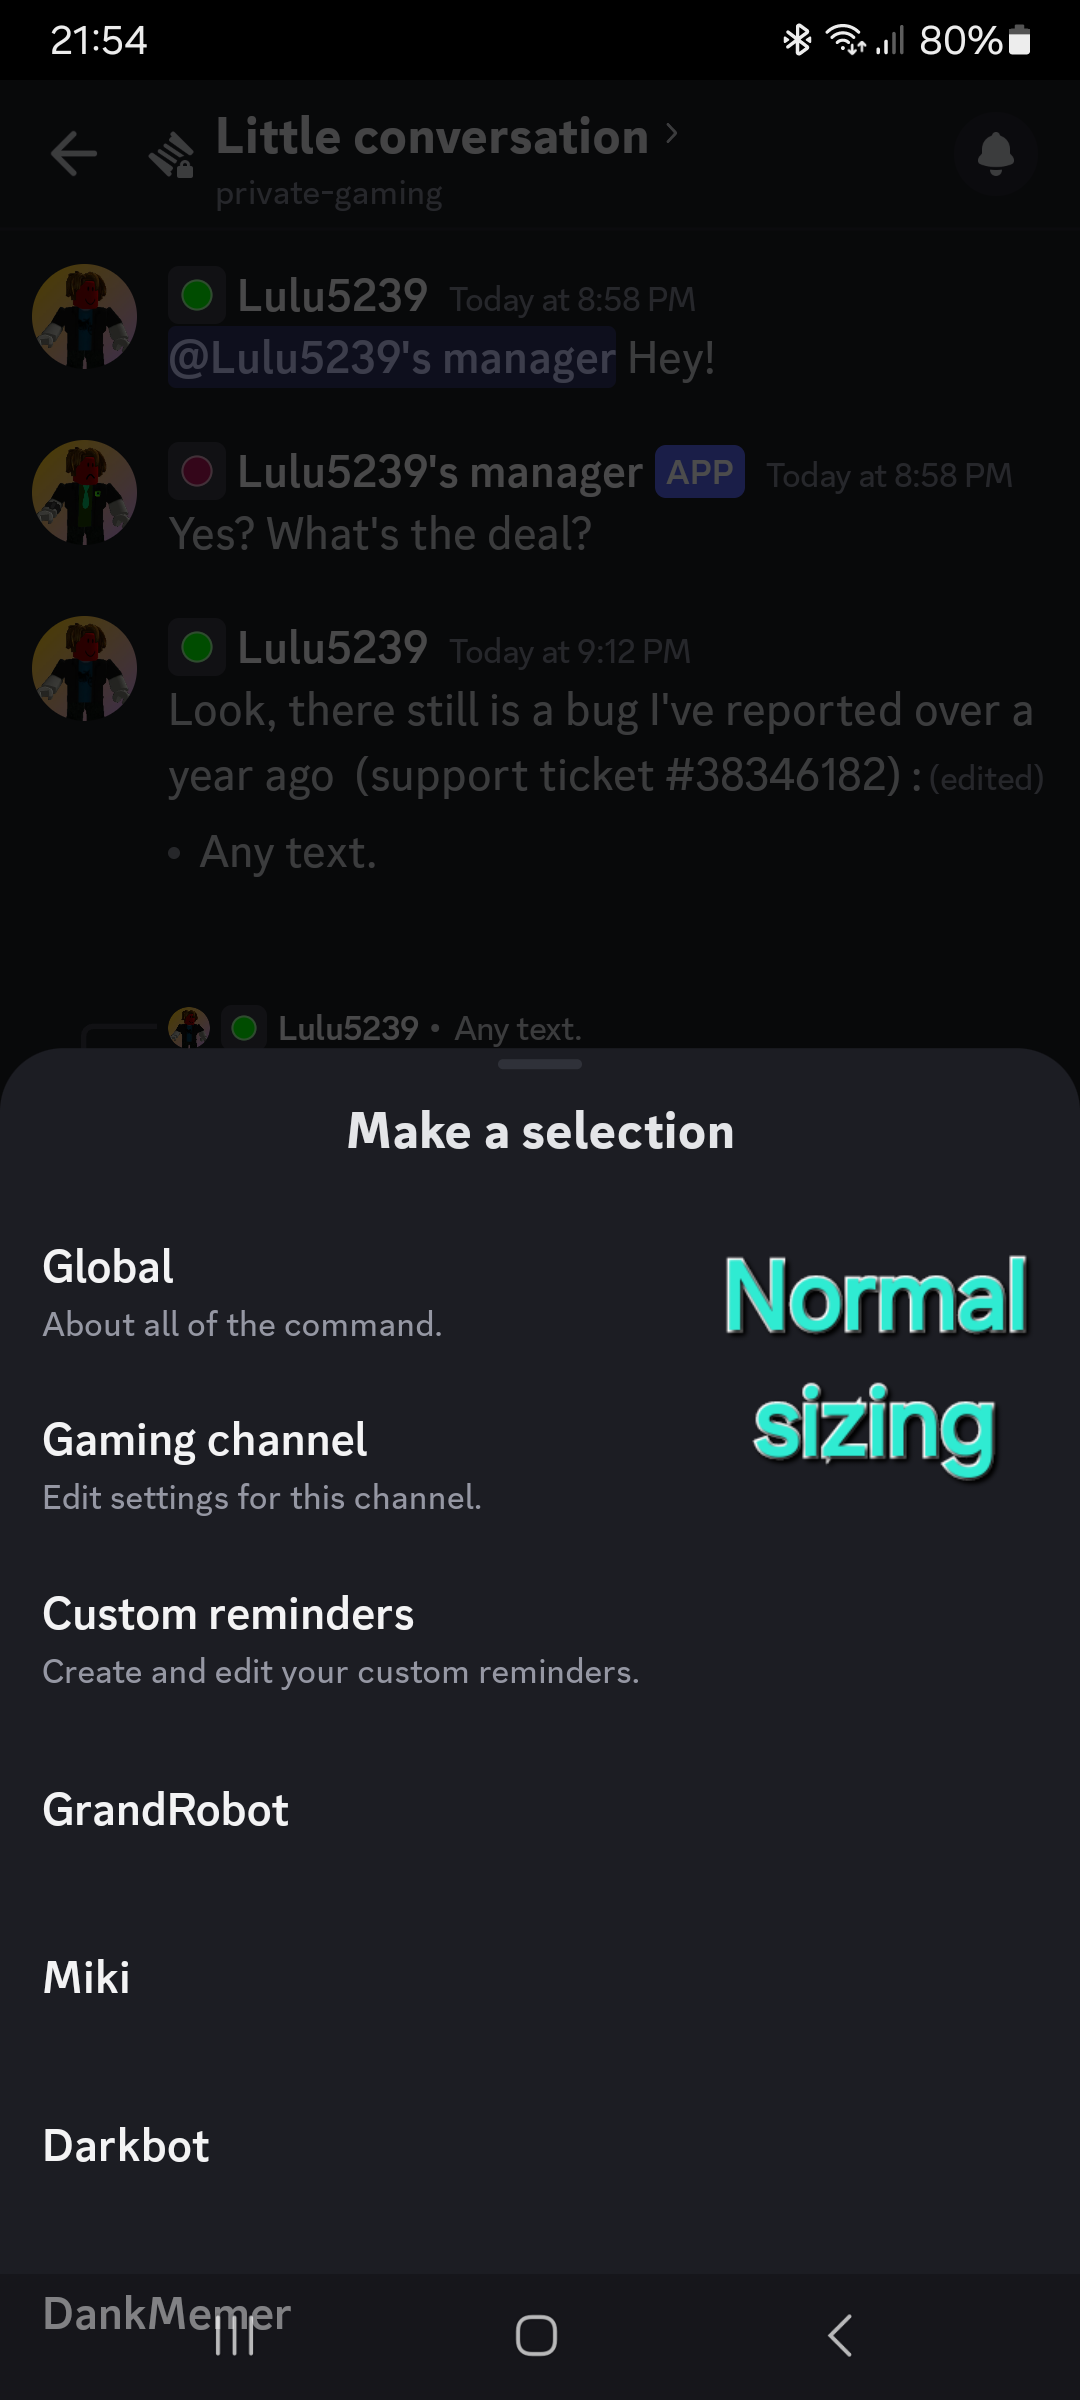 21:54
80%
Little conversation
private-gaming
Lulu5239 Today at 8:58 PM
@Lulu5239's manager Hey!
Lulu5239's manager APP Today at 8:58 PM
Yes? What's the deal?
Lulu5239 Today at 9:12 PM
Look, there still is a bug I've reported over a
year ago (support ticket #38346182) : (edited)
• Any text.
Lulu5239 • Any text.
Make a selection
Global
About all of the command.
Normal
sizing
Gaming channel
Edit settings for this channel.
Custom reminders
Create and edit your custom reminders.
GrandRobot
Miki
Darkbot
DankMemer